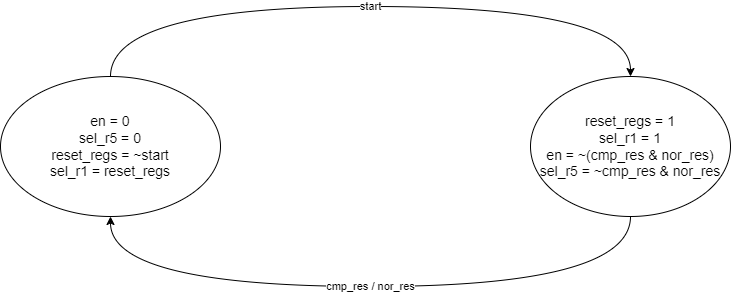 start
en = 0
sel_r5 = 0
reset_regs = ~start
sel_r1 = reset_regs
reset_regs = 1
sel_r1 = 1
en = ~(cmp_res & nor_res)
sel_r5 = ~cmp_res & nor_res
cmp_res / nor_res